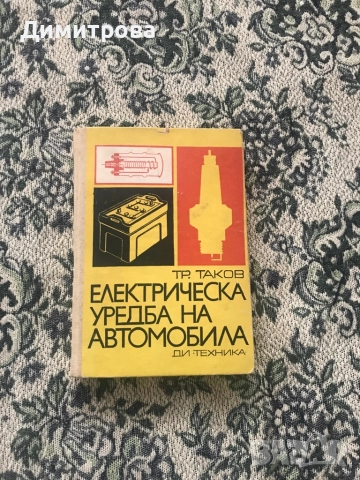 Димитрова
ТР. ТАКОВ
ЕЛЕКТРИЧЕСКА
УРЕДБА НА
АВТОМОБИЛА
ДИ ТЕХНИКА